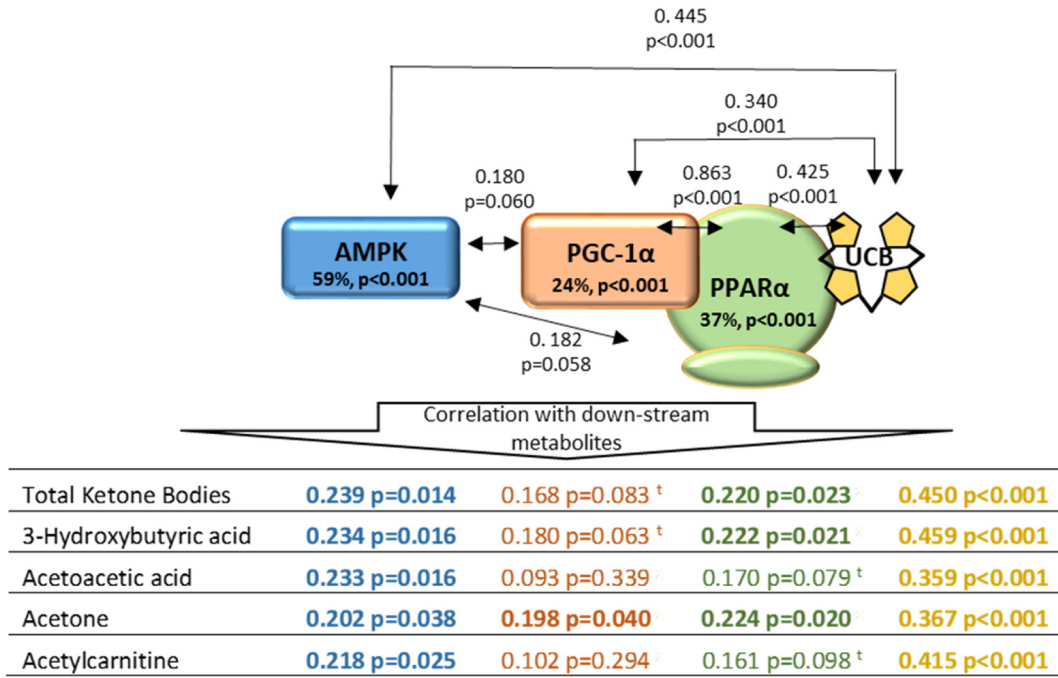 0. 445
p<0.001
0. 340
p<0.001
0.180
p=0.060
0.863
p<0.001
0. 425
p<0.001
AMPK
59%, p<0.001
PGC-1α
24%, p<0.001
PPARα
37%, p<0.001
UCB
0. 182
p=0.058
Correlation with down-stream
metabolites
Total Ketone Bodies 0.239 p=0.014 0.168 p=0.083 t 0.220 p=0.023 0.450 p<0.001
3-Hydroxybutyric acid 0.234 p=0.016 0.180 p=0.063 t 0.222 p=0.021 0.459 p<0.001
Acetoacetic acid 0.233 p=0.016 0.093 p=0.339 0.170 p=0.079 t 0.359 p<0.001
Acetone 0.202 p=0.038 0.198 p=0.040 0.224 p=0.020 0.367 p<0.001
Acetylcarnitine 0.218 p=0.025 0.102 p=0.294 0.161 p=0.098 t 0.415 p<0.001